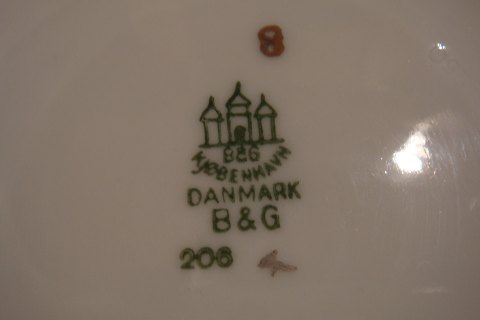 8
B&G
KJØBENHAVN
DANMARK
B & G
206